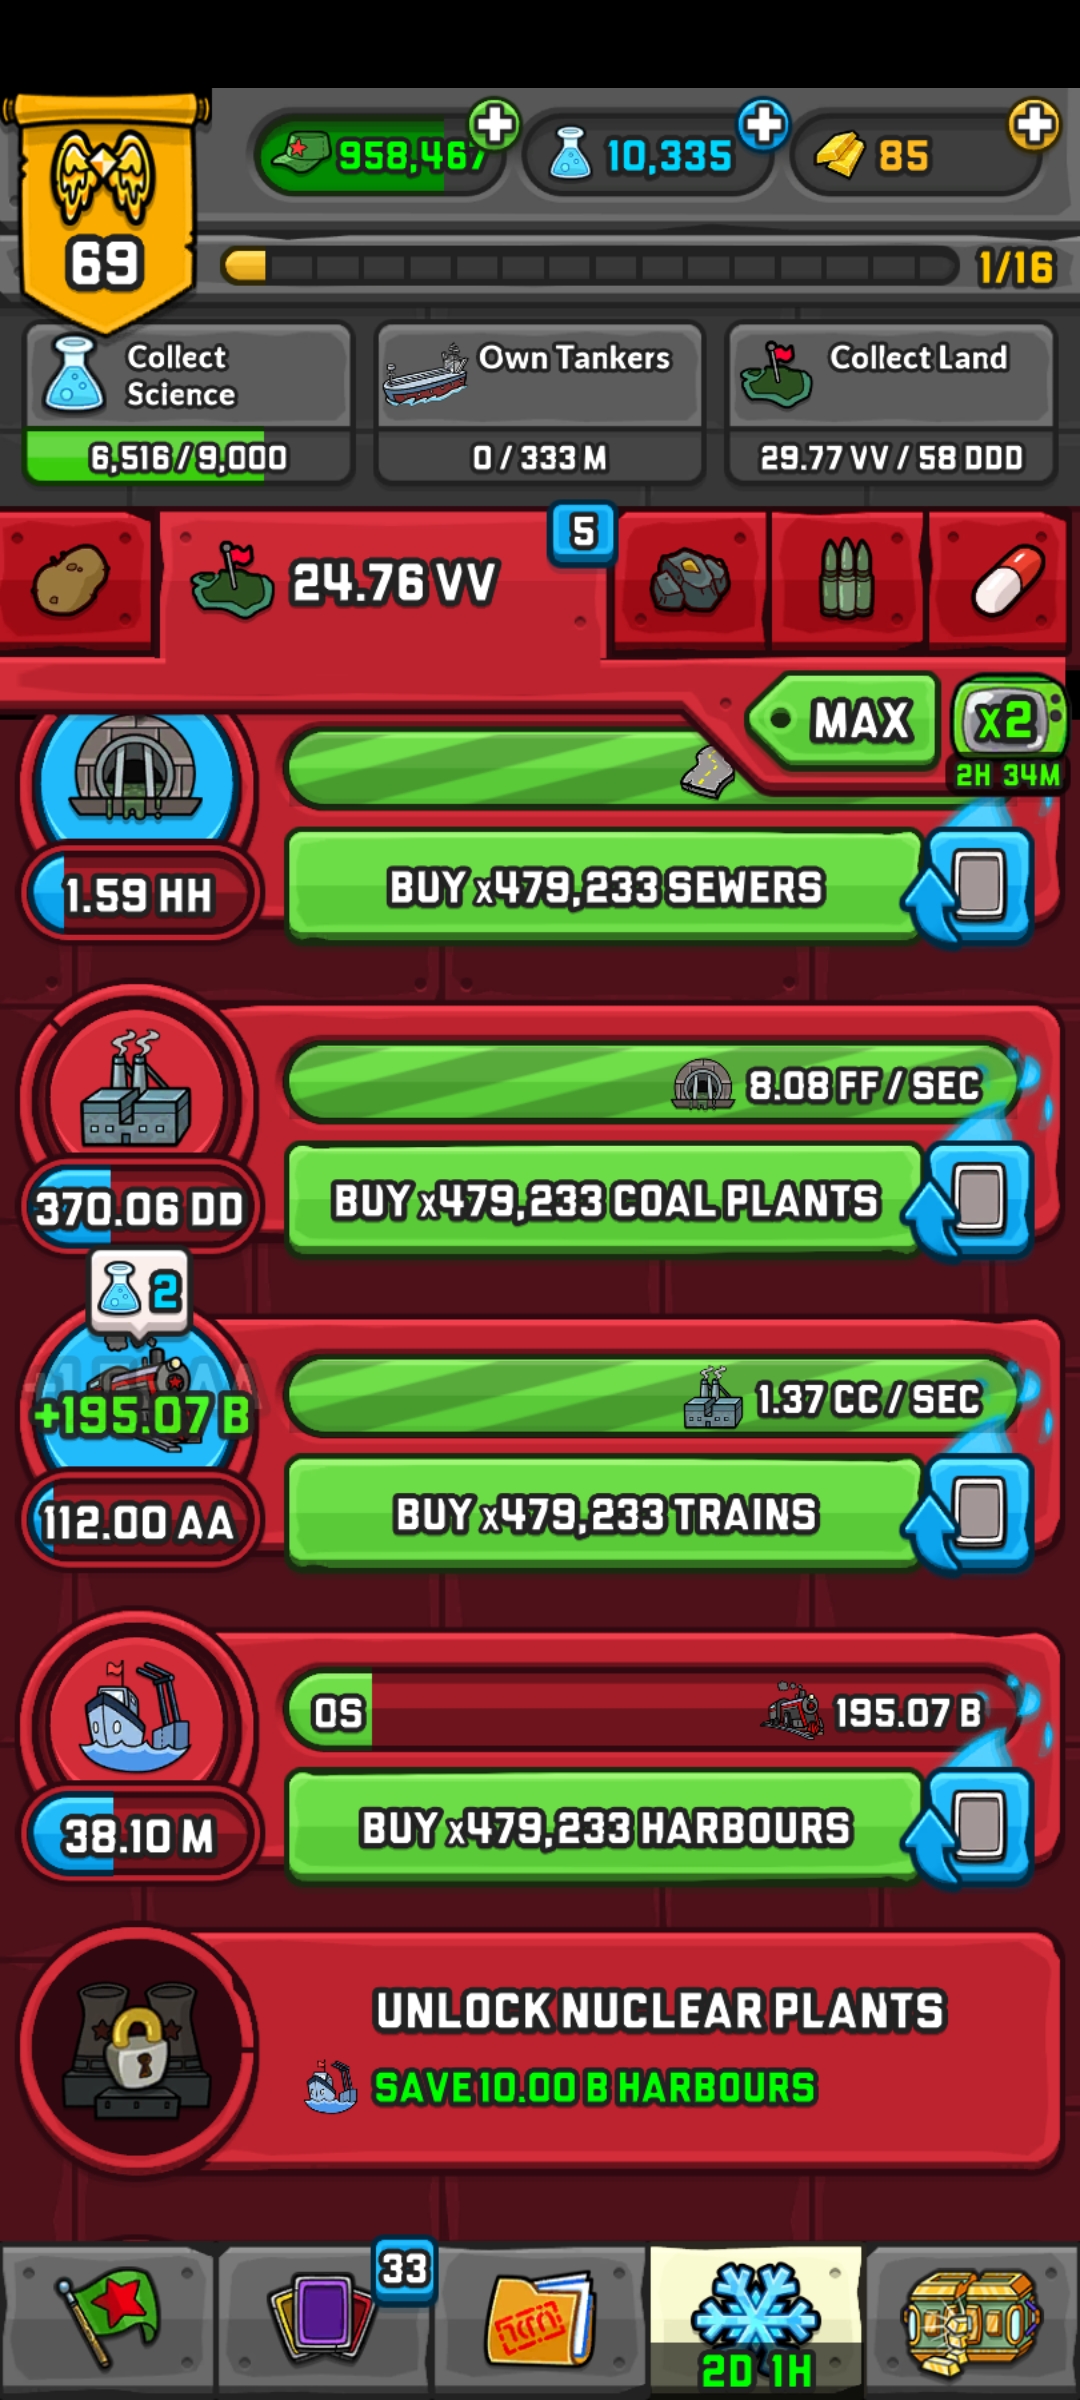 958,467
10,335
85
69
1/16
Collect
Science
6,516/9,000
Own Tankers
0/333 M
Collect Land
29.77 VV/58 DDD
24.76 VV
5
MAX
x2
2H 34M
1.59 HH
BUY x479,233 SEWERS
8.08 FF/SEC
370.06 DD
BUY x479,233 COAL PLANTS
2
+195.07 B
1.37 CC/SEC
112.00 AA
BUY x479,233 TRAINS
0S
195.07 B
38.10 M
BUY x479,233 HARBOURS
UNLOCK NUCLEAR PLANTS
SAVE 10.00 B HARBOURS
33
2D 1H